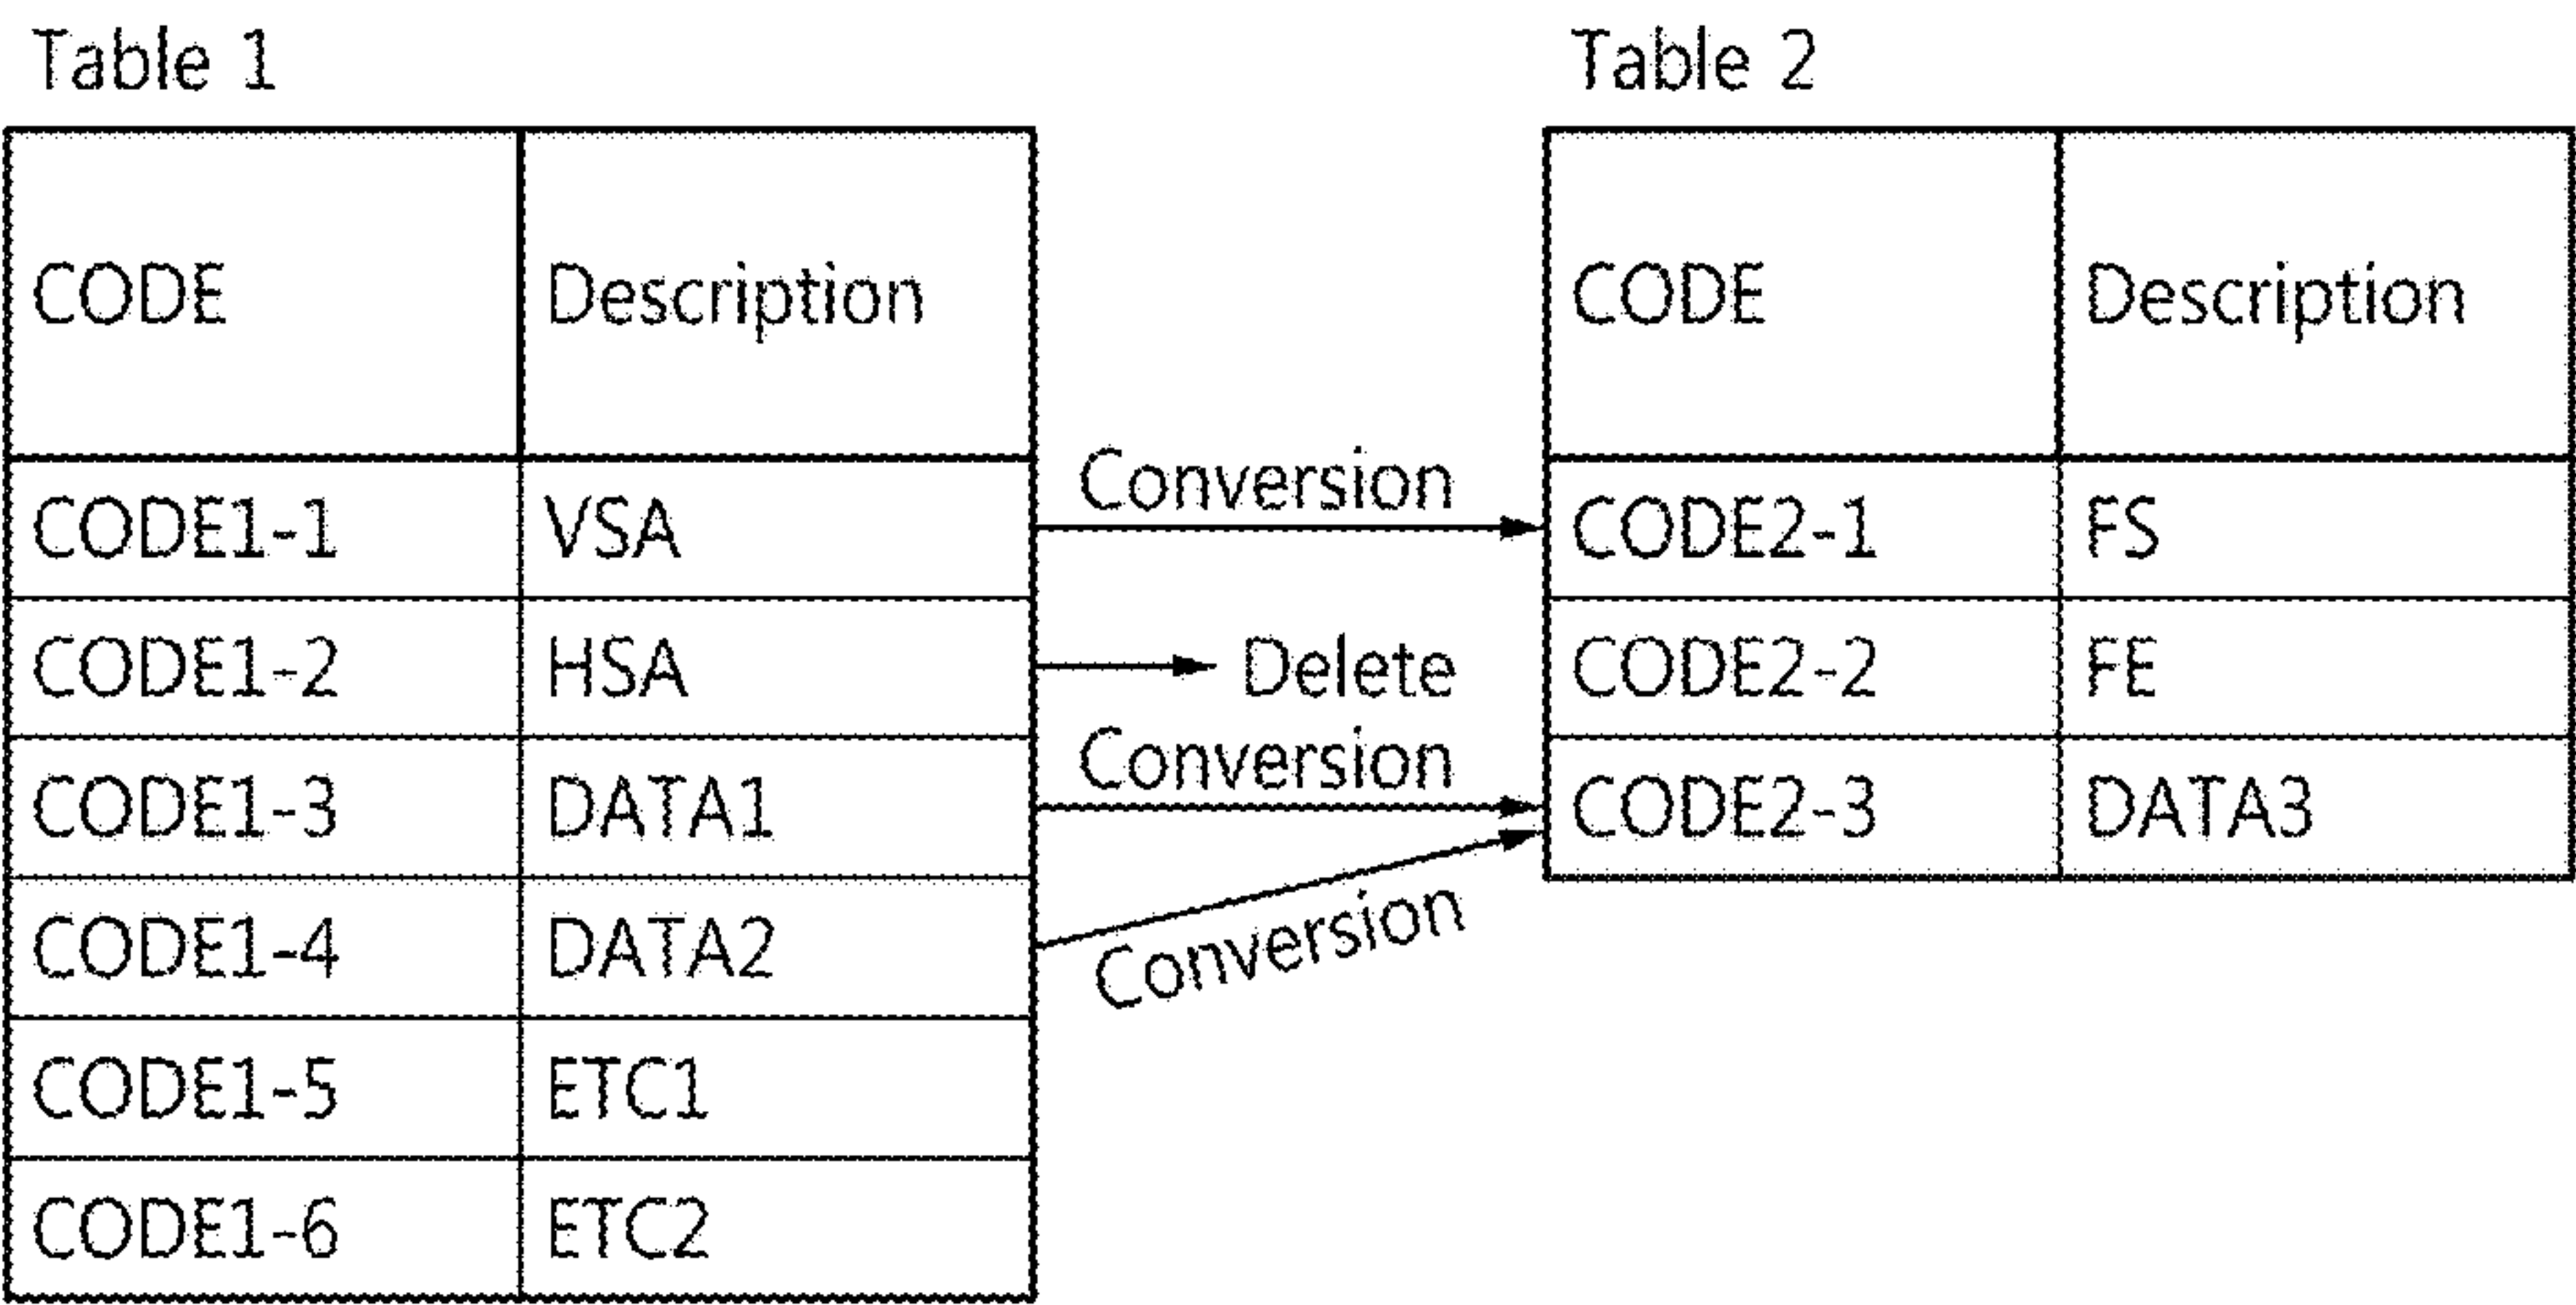 Table 1
CODE Description
CODE1-1 VSA
CODE1-2 HSA
CODE1-3 DATA1
CODE1-4 DATA2
CODE1-5 ETC1
CODE1-6 ETC2
Conversion
Delete
Conversion
Conversion
Table 2
CODE Description
CODE2-1 FS
CODE2-2 FE
CODE2-3 DATA3